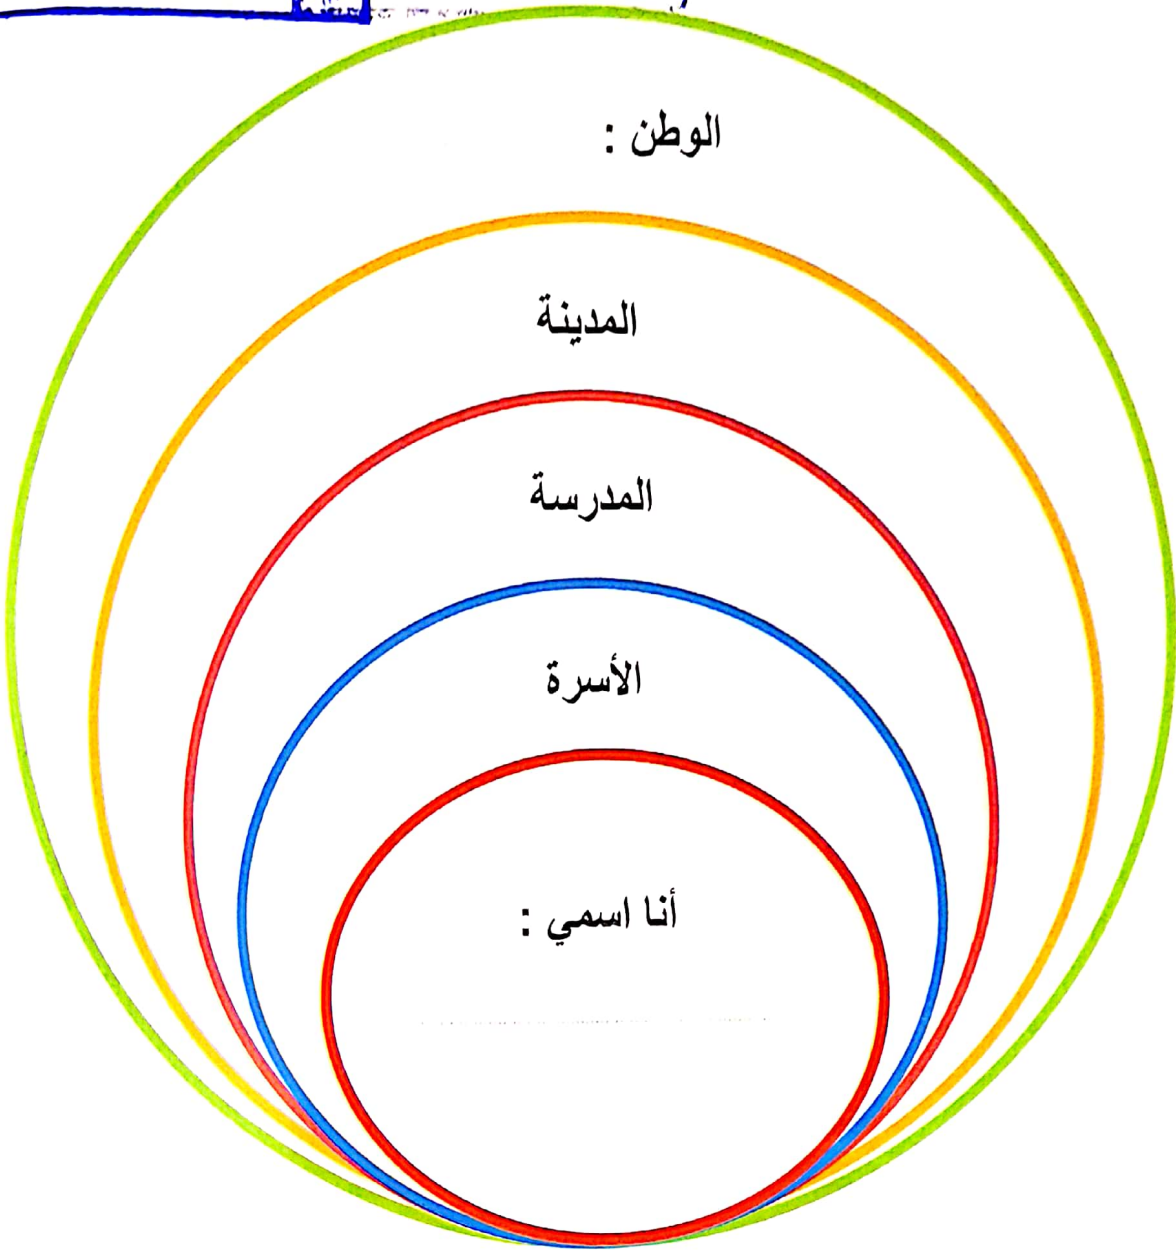 الوطن :
المدينة
المدرسة
الأسرة
أنا اسمي :